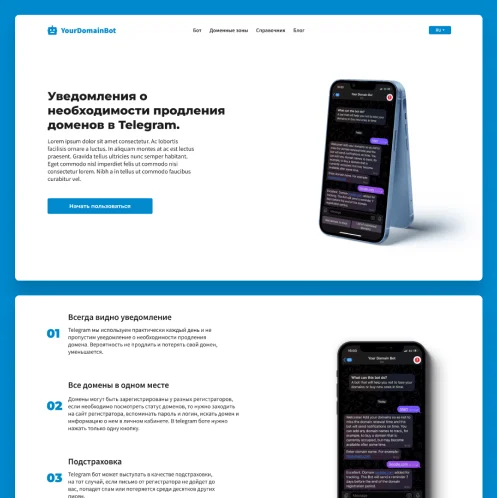 YourDomainBot
Бот Доменные зоны Справочник Блог
RU
Уведомления о
необходимости продления
доменов в Telegram.
Lorem ipsum dolor sit amet consectetur. Ac lobortis
facilisis ornare a luctus. In aliquam montes at ac est lectus
praesent. Gravida tellus ultricies nunc semper habitant.
Eget commodo nisl imperdiet felis ut commodo nisi
consectetur lorem. Nibh a in tellus ut commodo faucibus
curabitur vel.
Начать пользоваться
Your Domain Bot
What can this bot do?
Всегда видно уведомление
01
Telegram мы используем практически каждый день и не
пропустим уведомление о необходимости продления
домена. Вероятность не продлить и потерять свой домен,
уменьшается.
Все домены в одном месте
02
Домены могут быть зарегистрированы у разных регистраторов,
если необходимо посмотреть статус доменов, то нужно заходить
на сайт регистратора, вспоминать пароль и логин, искать домен и
информацию о нем в личном кабинете. В telegram боте нужно
нажать только одну кнопку.
Подстраховка
03
Telegram бот может выступать в качестве подстраховки,
на тот случай, если письмо от регистратора не дойдет до
вас, попадет спам или потеряется среди десятков других
писем.
Your Domain Bot
What can this bot do?